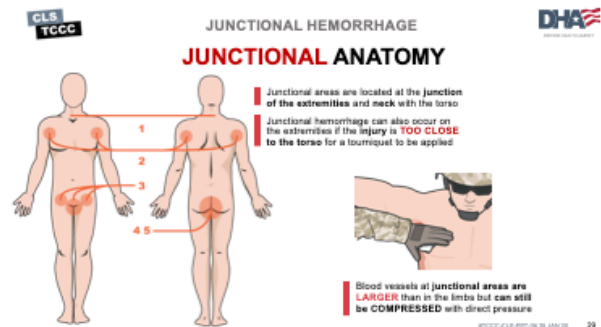 CLS
TCCC
JUNCTIONAL HEMORRHAGE
DHA
JUNCTIONAL ANATOMY
Junctional areas are located at the junction
of the extremities and neck with the torso
Junctional hemorrhage can also occur on
the extremities if the injury is TOO CLOSE
to the torso for a tourniquet to be applied
1
2
3
4 5
Blood vessels at junctional areas are
LARGER than in the limbs but can still
be COMPRESSED with direct pressure